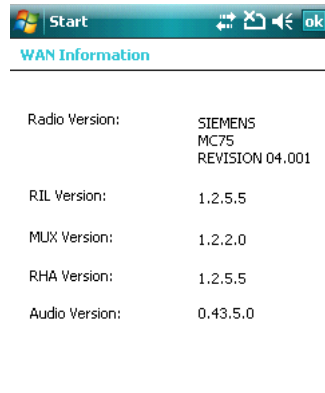 Start ok
WAN Information
Radio Version: SIEMENS
MC75
REVISION 04.001
RIL Version: 1.2.5.5
MUX Version: 1.2.2.0
RHA Version: 1.2.5.5
Audio Version: 0.43.5.0